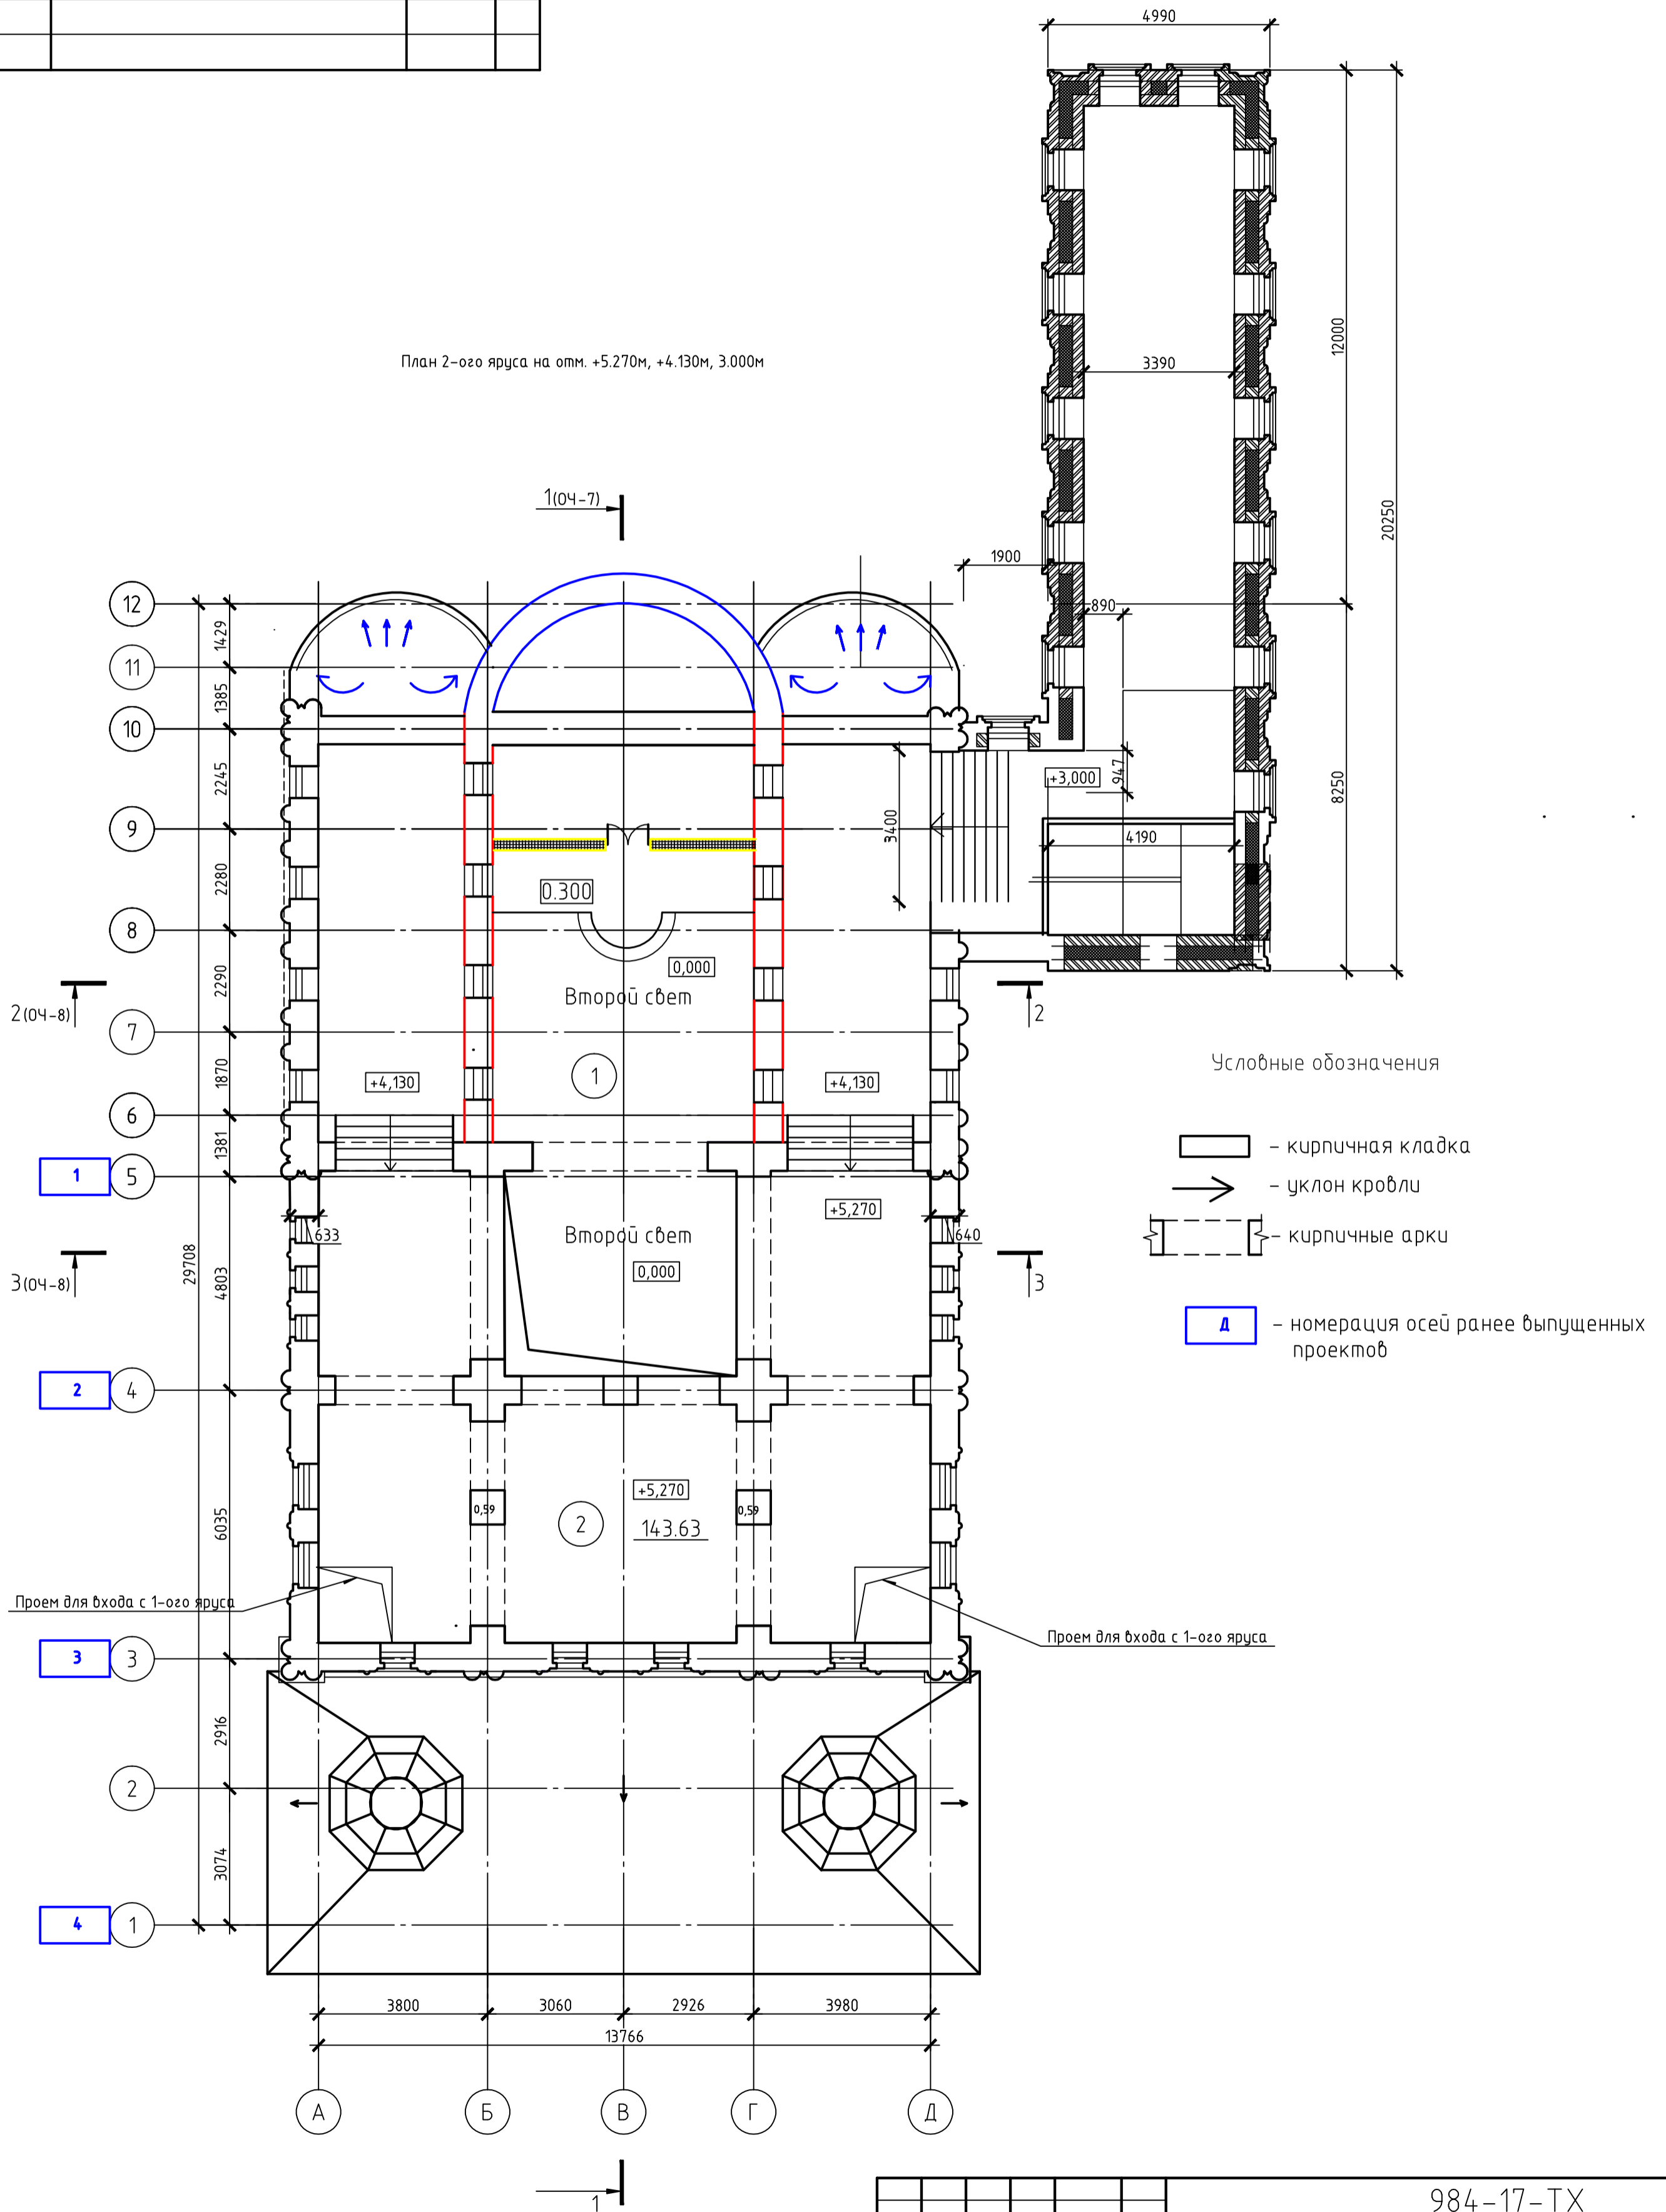 4990
12000
20250
3390
План 2-ого яруса на отм. +5.270м, +4.130м, 3.000м
1(ОЧ-7)
1900
890
12
1429
11
1385
10
2245
+3,000
947
8250
9
3400
4190
2280
0.300
8
0,000
2290
Второй свет
2(ОЧ-8)
2
7
Условные обозначения
1870
+4,130
1
+4,130
6
- кирпичная кладка
1381
1
5
- уклон кровли
+5,270
633
Второй свет
640
- кирпичные арки
29708
4803
0,000
3(ОЧ-8)
3
Д
- номерация осей ранее выпущенных
проектов
2
4
+5,270
0,59
0,59
6035
2
143.63
Проем для входа с 1-ого яруса
Проем для входа с 1-ого яруса
3
3
2916
2
3074
4
1
3800
3060
2926
3980
13766
А
Б
В
Г
Д
1
984-17-ТХ